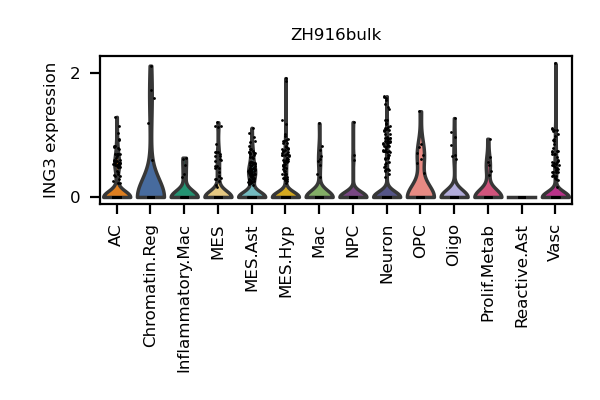 ZH916bulk
ING3 expression
2
0
AC
Chromatin.Reg
Inflammatory.Mac
MES
MES.Ast
MES.Hyp
Mac
NPC
Neuron
OPC
Oligo
Prolif.Metab
Reactive.Ast
Vasc